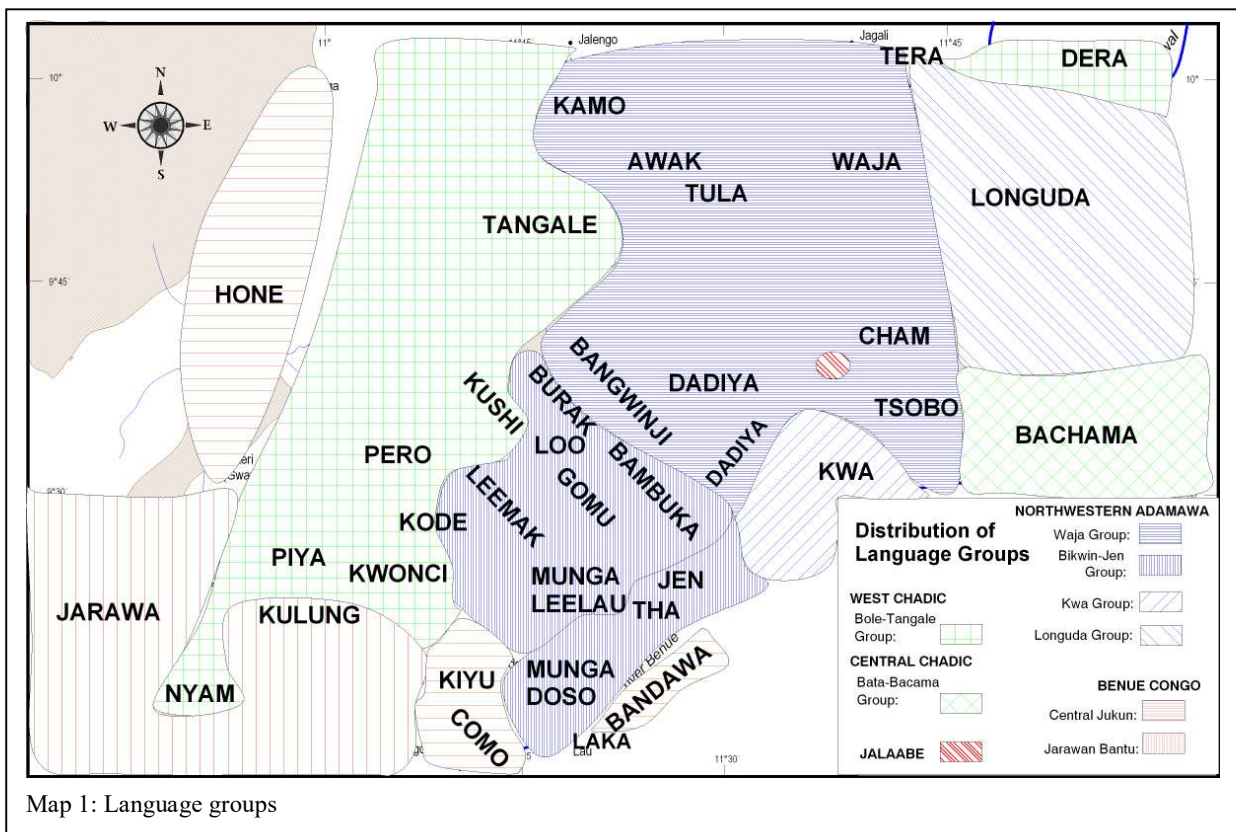 Jalengo
Jagali
11°
11°45
11°45
TERA
DERA
val
N
W
E
S
10°
10°
KAMO
AWAK
WAJA
TULA
LONGUDA
TANGALE
9°45'
HONE
CHAM
BANGWINJI
BURAK
DADIYA
KUSHI
TSOBO
LOO
BACHAMA
PERO
DADIYA
BAMBUKA
KWA
GOMU
LEEMAK
9°30
KODE
PIYA
KWONCI
MUNGA
LEELAU
JEN
THA
JARAWA
KULUNG
KIYU
MUNGA
DOSO
BANDAWA
NYAM
COMO
LAKA
Lau
11°30
Distribution of
Language Groups
WEST CHADIC
Bole-Tangale
Group:
CENTRAL CHADIC
Bata-Bacama
Group:
JALAABE
NORTHWESTERN ADAMAWA
Waja Group:
Bikwin-Jen
Group:
Kwa Group:
Longuda Group:
BENUE CONGO
Central Jukun:
Jarawan Bantu:
Map 1: Language groups